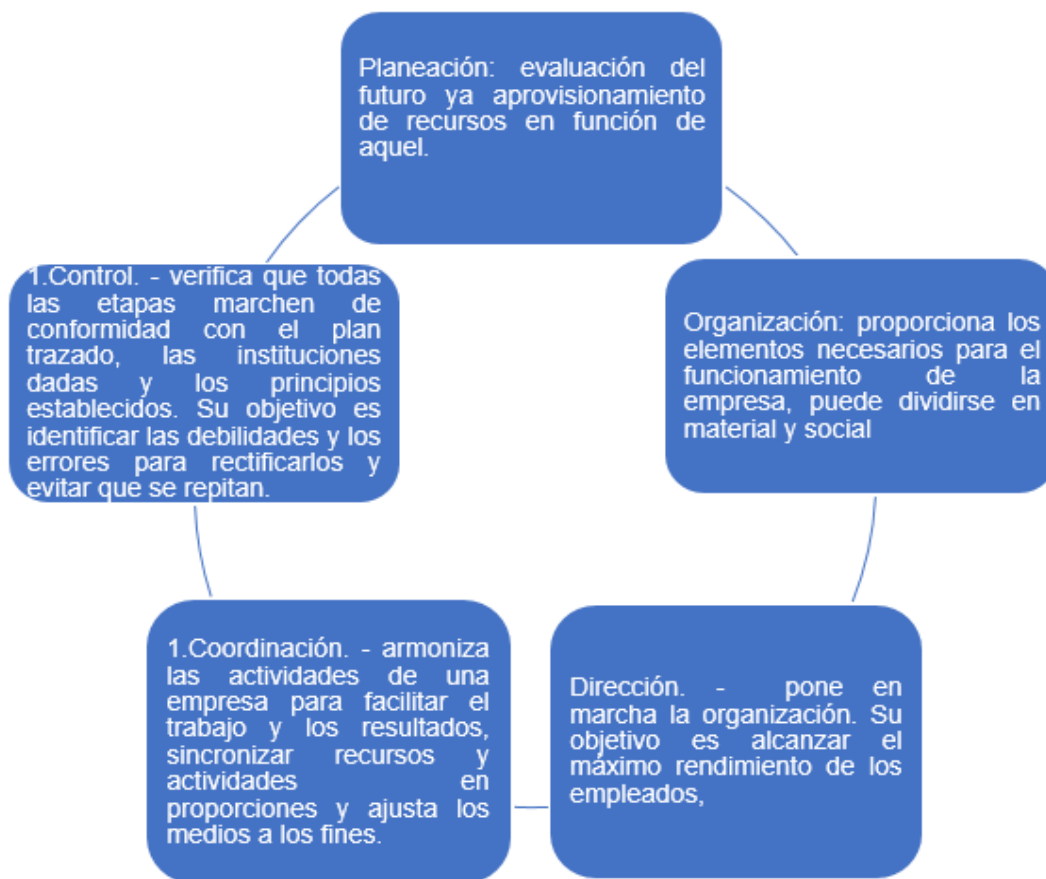 Planeación: evaluación del
futuro ya aprovisionamiento
de recursos en función de
aquel.
Organización: proporciona los
elementos necesarios para el
funcionamiento de la
empresa, puede dividirse en
material y social
Dirección. - pone en
marcha la organización. Su
objetivo es alcanzar el
máximo rendimiento de los
empleados,
1.Coordinación. - armoniza
las actividades de una
empresa para facilitar el
trabajo y los resultados,
sincronizar recursos y
actividades en
proporciones y ajusta los
medios a los fines.
1.Control. - verifica que todas
las etapas marchen de
conformidad con el plan
trazado, las instituciones
dadas y los principios
establecidos. Su objetivo es
identificar las debilidades y los
errores para rectificarlos y
evitar que se repitan.